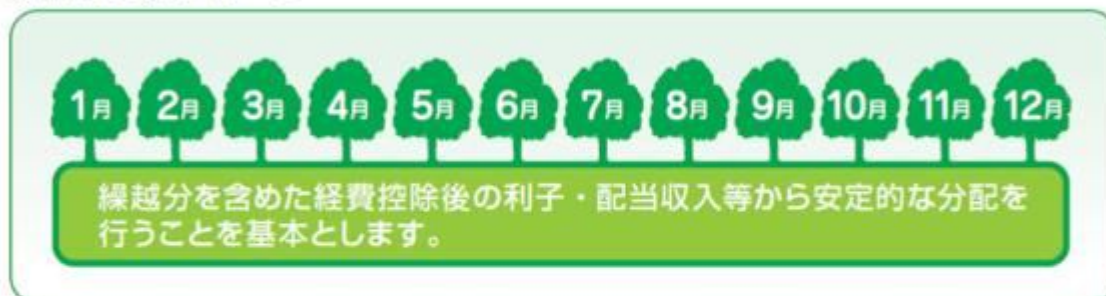 1月 2月 3月 4月 5月 6月 7月 8月 9月 10月 11月 12月
繰越分を含めた経費控除後の利子・配当収入等から安定的な分配を
行うことを基本とします。